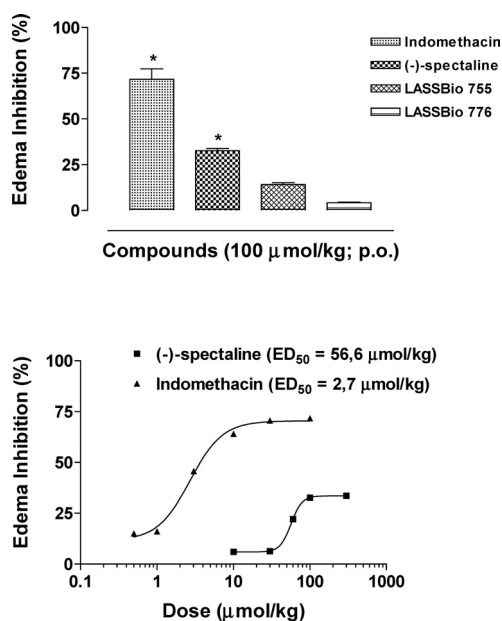 Edema Inhibition (%)
100
75
50
25
0
*
*
Indomethacin
(-)-spectaline
LASSBio 755
LASSBio 776
Compounds (100 μmol/kg; p.o.)
(-)-spectaline (ED50 = 56,6 μmol/kg)
Indomethacin (ED50 = 2,7 μmol/kg)
Edema Inhibition (%)
100
75
50
25
0
0.1 1 10 100 1000
Dose (μmol/kg)